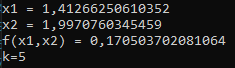 x1 = 1,41266250610352
x2 = 1,9970760345459
f(x1,x2) = 0,170503702081064
k=5